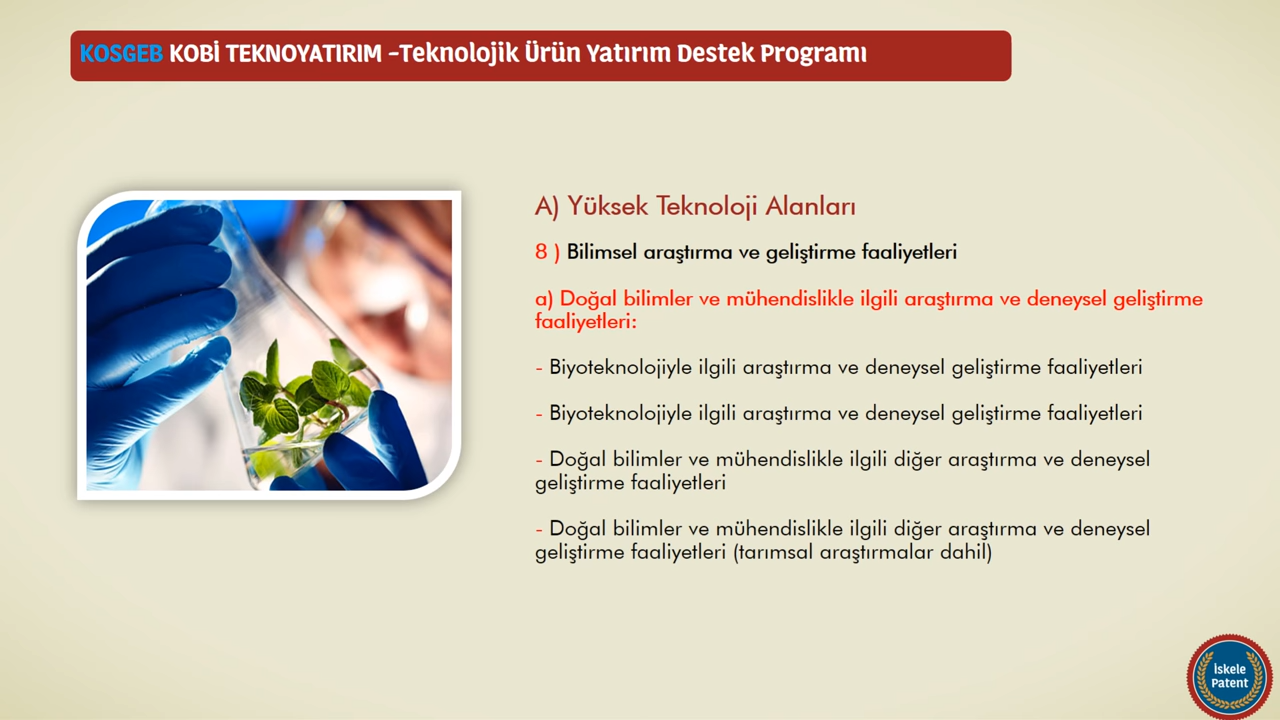 KOSGEB KOBİ TEKNOYATIRIM -Teknolojik Ürün Yatırım Destek Programı
A) Yüksek Teknoloji Alanları
8 ) Bilimsel araştırma ve geliştirme faaliyetleri
a) Doğal bilimler ve mühendislikle ilgili araştırma ve deneysel geliştirme
faaliyetleri:
- Biyoteknolojiyle ilgili araştırma ve deneysel geliştirme faaliyetleri
- Biyoteknolojiyle ilgili araştırma ve deneysel geliştirme faaliyetleri
- Doğal bilimler ve mühendislikle ilgili diğer araştırma ve deneysel
geliştirme faaliyetleri
- Doğal bilimler ve mühendislikle ilgili diğer araştırma ve deneysel
geliştirme faaliyetleri (tarımsal araştırmalar dahil)
İskele
Patent